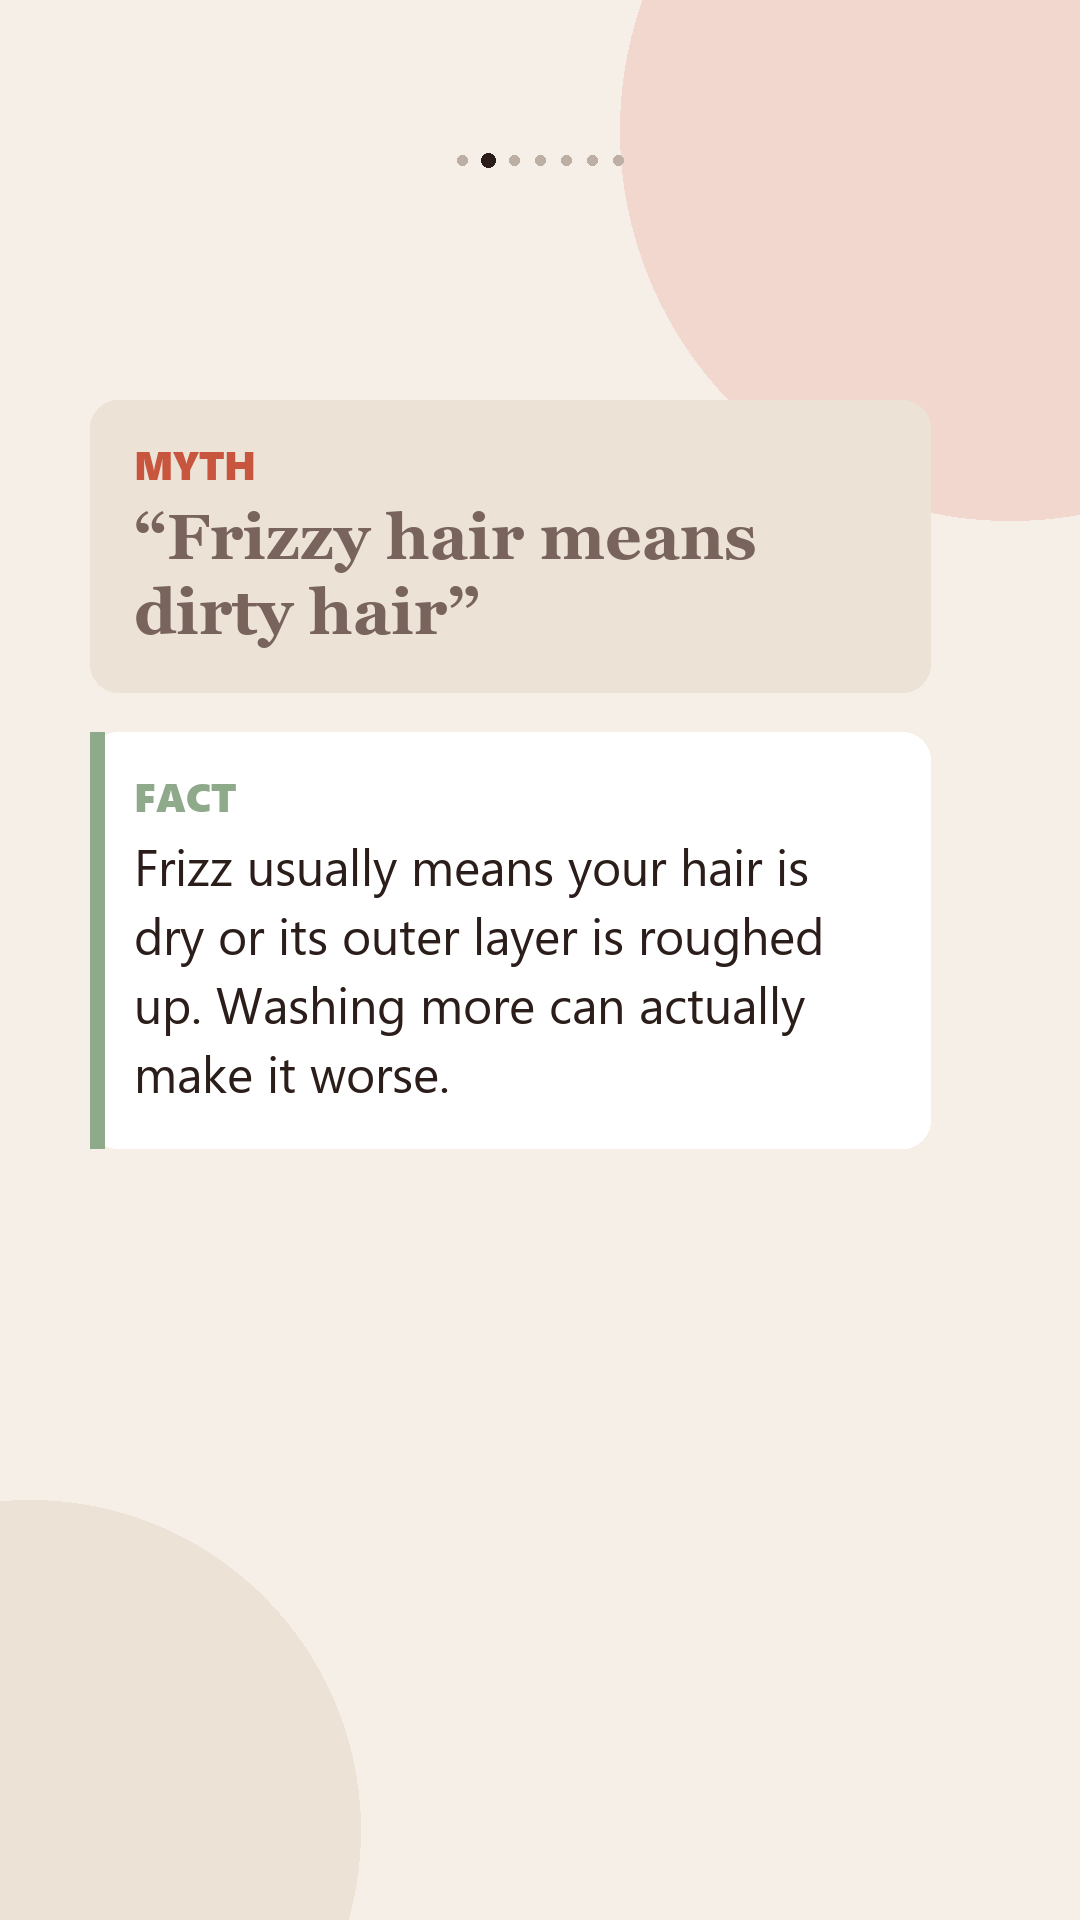 MYTH
“Frizzy hair means
dirty hair”
FACT
Frizz usually means your hair is
dry or its outer layer is roughed
up. Washing more can actually
make it worse.